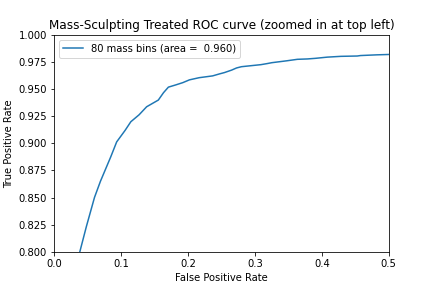 Mass-Sculpting Treated ROC curve (zoomed in at top left)
1.000
80 mass bins (area =  0.960)
0.975
0.950
0.925
0.900
0.875
0.850
0.825
0.800
True Positive Rate
0.0 0.1 0.2 0.3 0.4 0.5
False Positive Rate